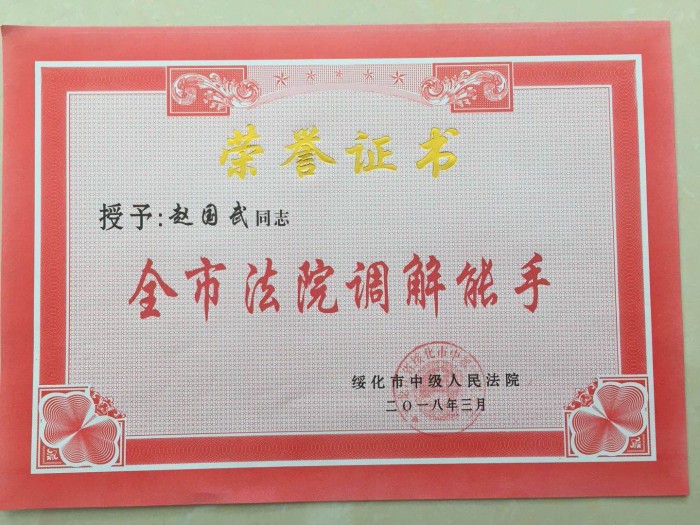 荣誉证书
授予:赵国武同志
全市法院调解能手
绥化市中级人民法院
二〇一八年三月